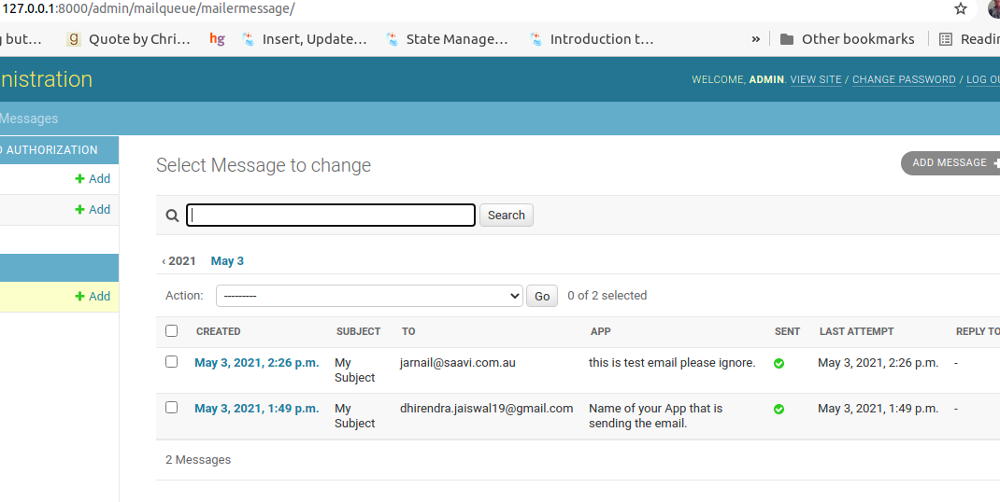 127.0.0.1:8000/admin/mailqueue/mailermessage/
but... Quote by Chri... hg Insert, Update... State Manage... Introduction t... » Other bookmarks Readin
nistration
WELCOME, ADMIN. VIEW SITE / CHANGE PASSWORD / LOG OU
Messages
D AUTHORIZATION
Add
Add
Add
Select Message to change
ADD MESSAGE +
Search
‹ 2021 May 3
Action: --------- Go 0 of 2 selected
CREATED SUBJECT TO APP SENT LAST ATTEMPT REPLY TO
May 3, 2021, 2:26 p.m. My Subject jarnail@saavi.com.au this is test email please ignore. May 3, 2021, 2:26 p.m. -
May 3, 2021, 1:49 p.m. My Subject dhirendra.jaiswal19@gmail.com Name of your App that is sending the email. May 3, 2021, 1:49 p.m. -
2 Messages